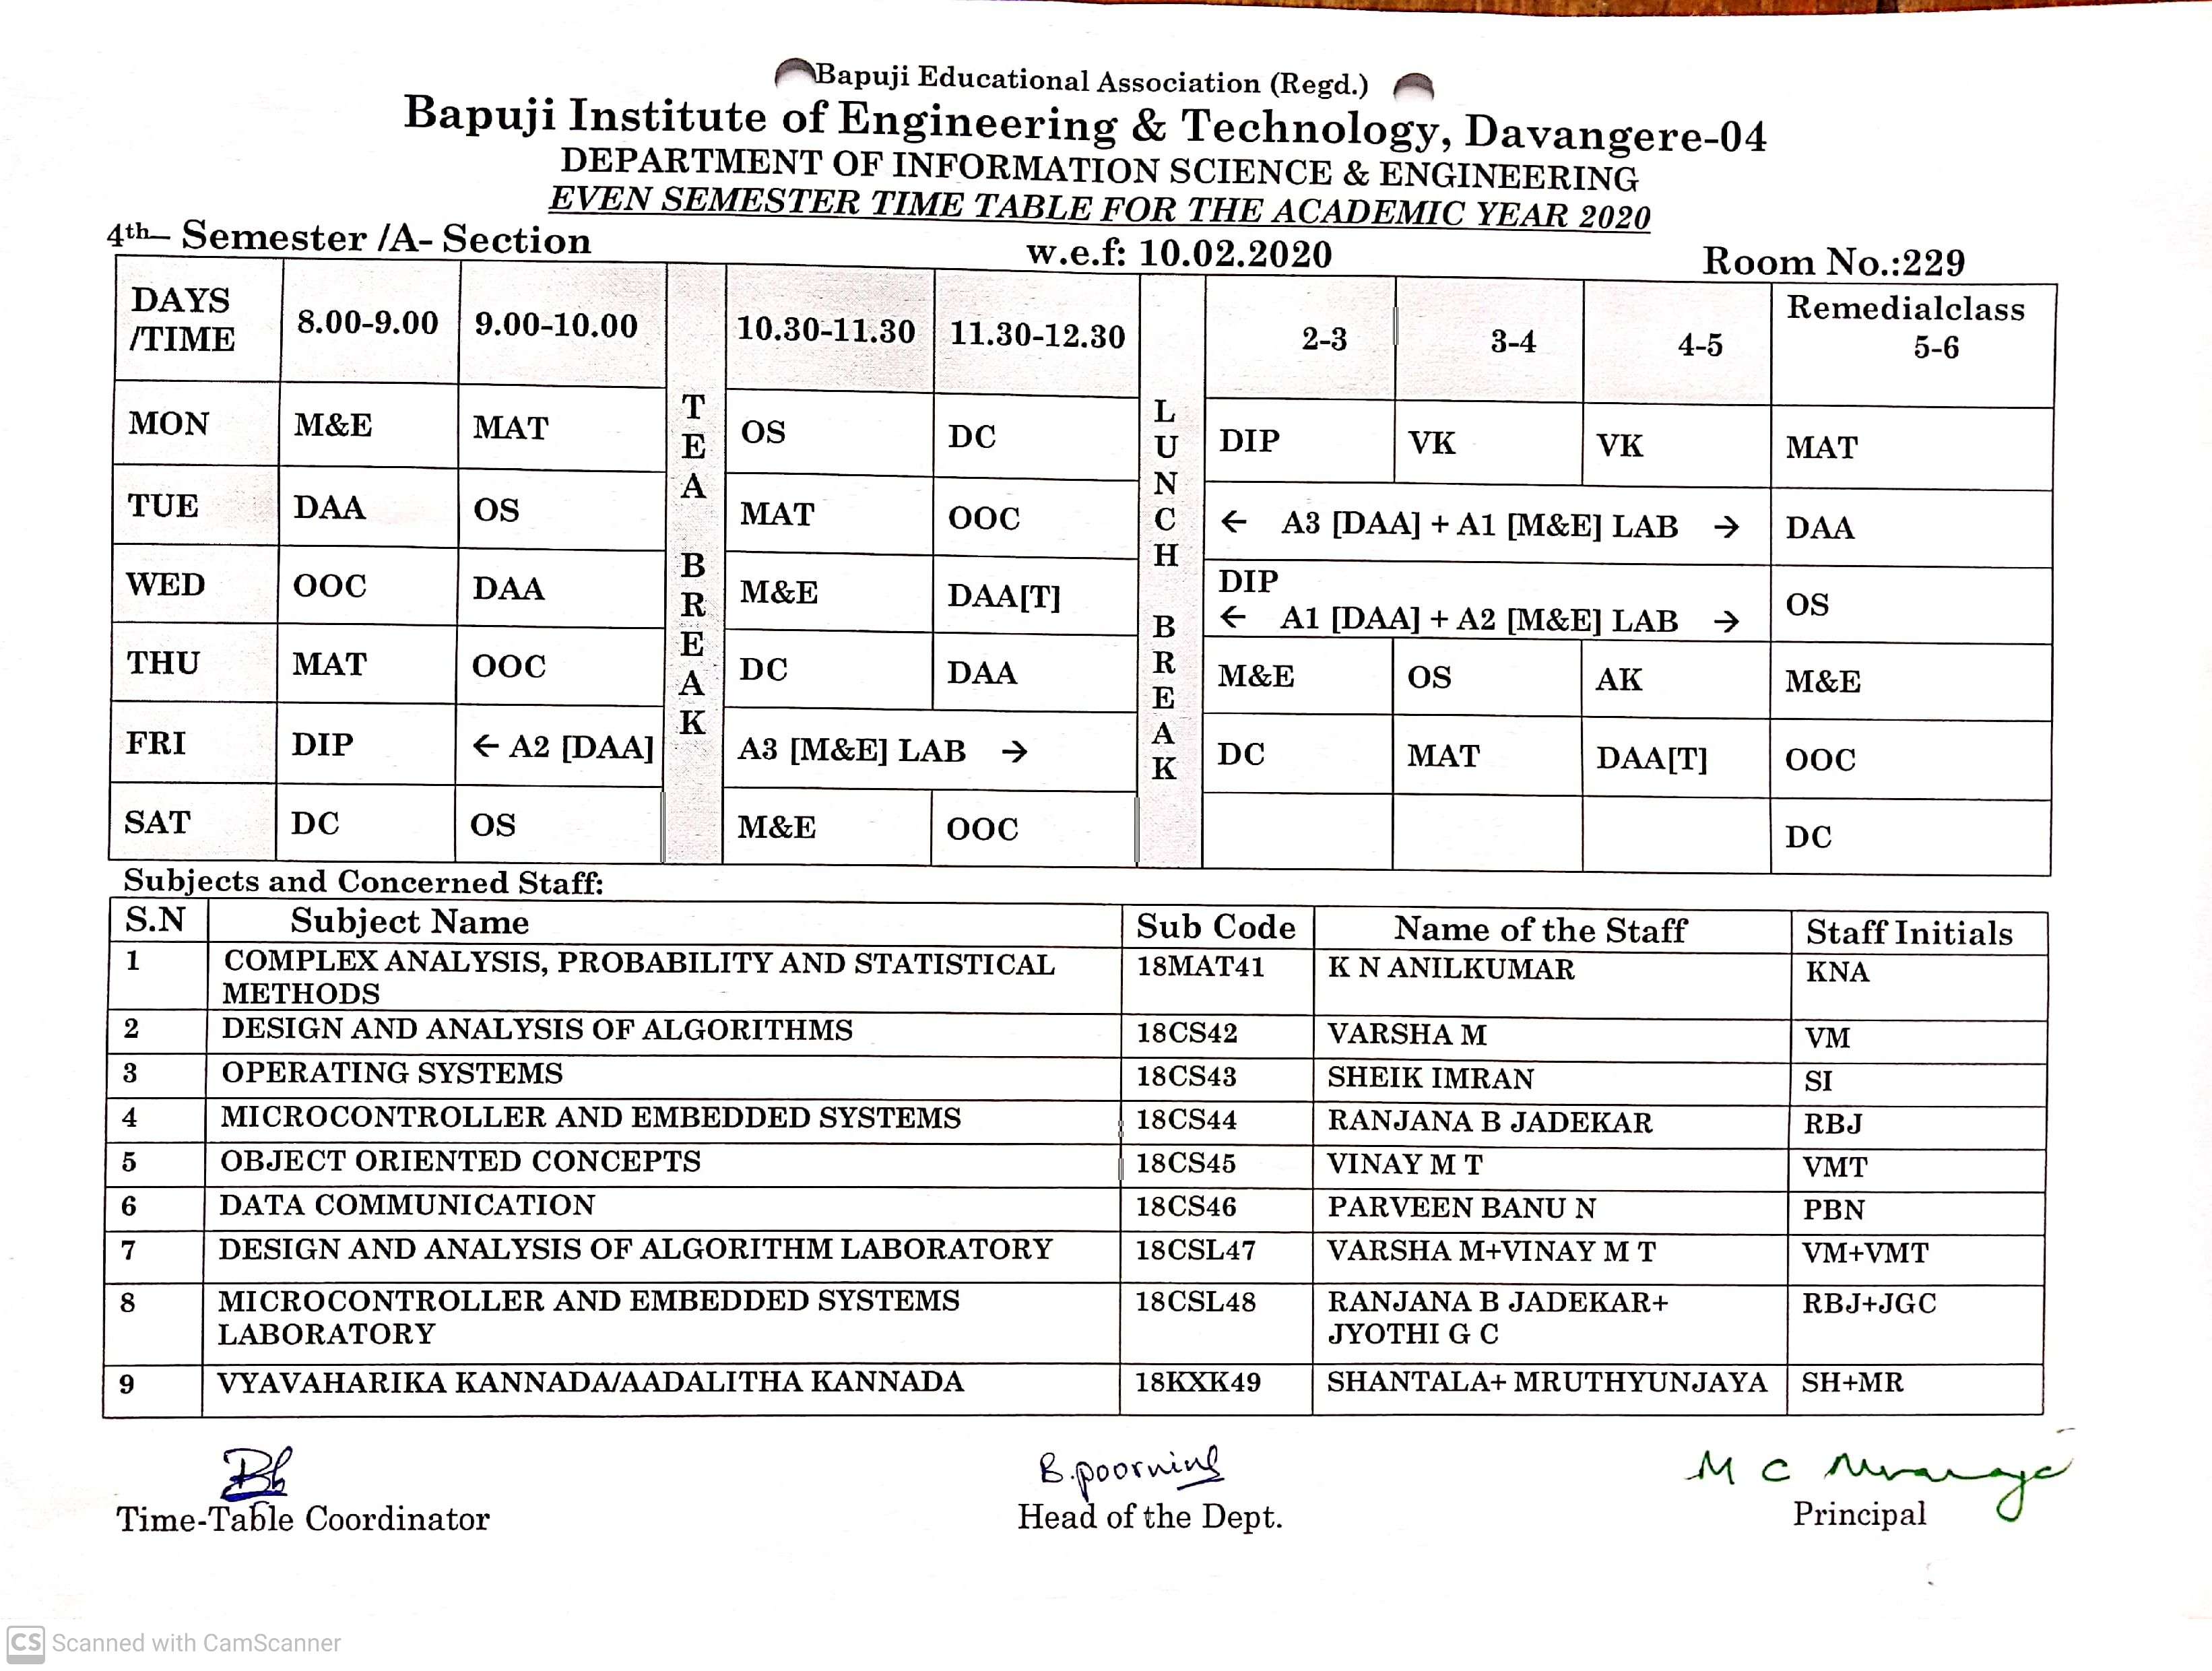 Bapuji Educational Association (Regd.)
Bapuji Institute of Engineering & Technology, Davangere-04
DEPARTMENT OF INFORMATION SCIENCE & ENGINEERING
EVEN SEMESTER TIME TABLE FOR THE ACADEMIC YEAR 2020
4th– Semester /A- Section w.e.f: 10.02.2020 Room No.:229
DAYS /TIME 8.00-9.00 9.00-10.00 TEA BREAK 10.30-11.30 11.30-12.30 LUNCH BREAK 2-3 3-4 4-5 Remedialclass 5-6
MON M&E MAT OS DC DIP VK VK MAT
TUE DAA OS MAT OOC ← A3 [DAA] + A1 [M&E] LAB → DAA
WED OOC DAA M&E DAA[T] DIP ← A1 [DAA] + A2 [M&E] LAB → OS
THU MAT OOC DC DAA M&E OS AK M&E
FRI DIP ← A2 [DAA] A3 [M&E] LAB → DC MAT DAA[T] OOC
SAT DC OS M&E OOC DC
Subjects and Concerned Staff:
S.N Subject Name Sub Code Name of the Staff Staff Initials
1 COMPLEX ANALYSIS, PROBABILITY AND STATISTICAL METHODS 18MAT41 K N ANILKUMAR KNA
2 DESIGN AND ANALYSIS OF ALGORITHMS 18CS42 VARSHA M VM
3 OPERATING SYSTEMS 18CS43 SHEIK IMRAN SI
4 MICROCONTROLLER AND EMBEDDED SYSTEMS 18CS44 RANJANA B JADEKAR RBJ
5 OBJECT ORIENTED CONCEPTS 18CS45 VINAY M T VMT
6 DATA COMMUNICATION 18CS46 PARVEEN BANU N PBN
7 DESIGN AND ANALYSIS OF ALGORITHM LABORATORY 18CSL47 VARSHA M+VINAY M T VM+VMT
8 MICROCONTROLLER AND EMBEDDED SYSTEMS LABORATORY 18CSL48 RANJANA B JADEKAR+ JYOTHI G C RBJ+JGC
9 VYAVAHARIKA KANNADA/AADALITHA KANNADA 18KXK49 SHANTALA+ MRUTHYUNJAYA SH+MR
B.poornima M C
Time-Table Coordinator Head of the Dept. Principal
CS Scanned with CamScanner